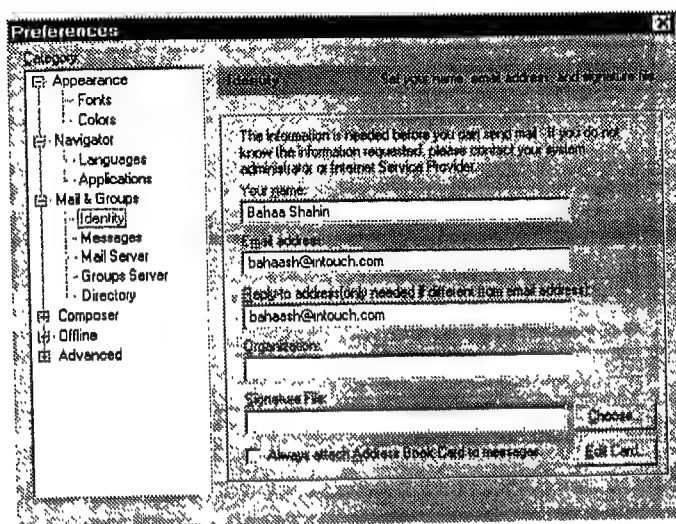 Preferences
Category:
Appearance
Fonts
Colors
Navigator
Languages
Applications
Mail & Groups
Identity
Messages
Mail Server
Groups Server
Directory
Composer
Offline
Advanced
Identity Set your name, email address, and signature file
This information is needed before you can send mail. If you do not
know the information requested, please contact your system
administrator or Internet Service Provider.
Your name:
Bahaa Shahin
Email address:
bahaash@intouch.com
Reply-to address(only needed if different from email address):
bahaash@intouch.com
Organization:
Signature File:
Choose...
Always attach Address Book Card to messages
Edit Card...